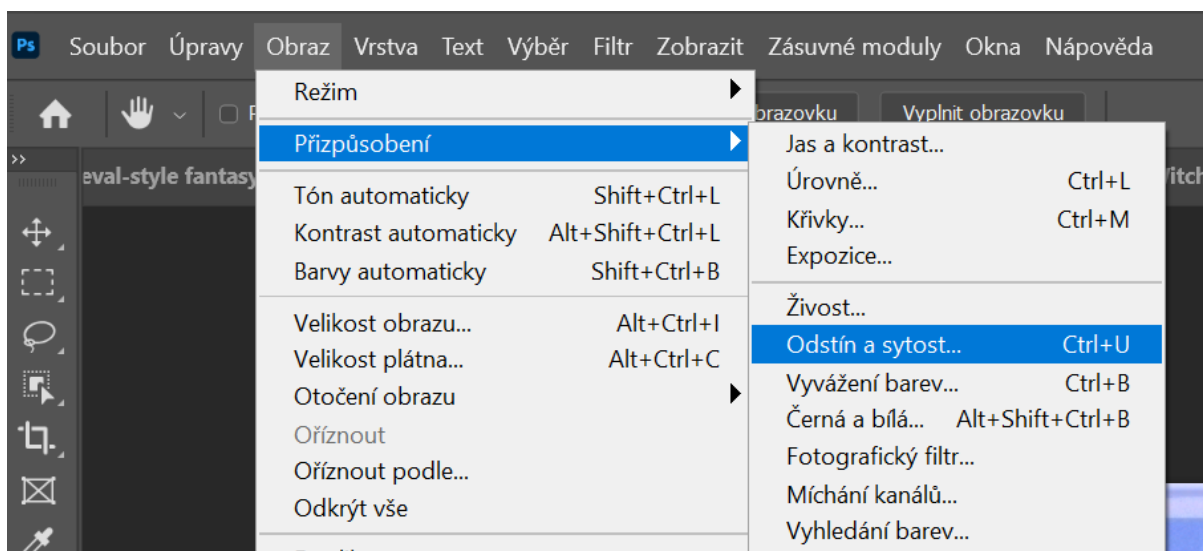 Ps Soubor Úpravy Obraz Vrstva Text Výběr Filtr Zobrazit Zásuvné moduly Okna Nápověda
brazovku Vyplnit obrazovku
eval-style fantasy
Režim
Přizpůsobení
Tón automaticky Shift+Ctrl+L
Kontrast automaticky Alt+Shift+Ctrl+L
Barvy automaticky Shift+Ctrl+B
Velikost obrazu... Alt+Ctrl+I
Velikost plátna... Alt+Ctrl+C
Otočení obrazu
Oříznout
Oříznout podle...
Odkrýt vše
Jas a kontrast...
Úrovně... Ctrl+L
Křivky... Ctrl+M
Expozice...
Živost...
Odstín a sytost... Ctrl+U
Vyvážení barev... Ctrl+B
Černá a bílá... Alt+Shift+Ctrl+B
Fotografický filtr...
Míchání kanálů...
Vyhledání barev...